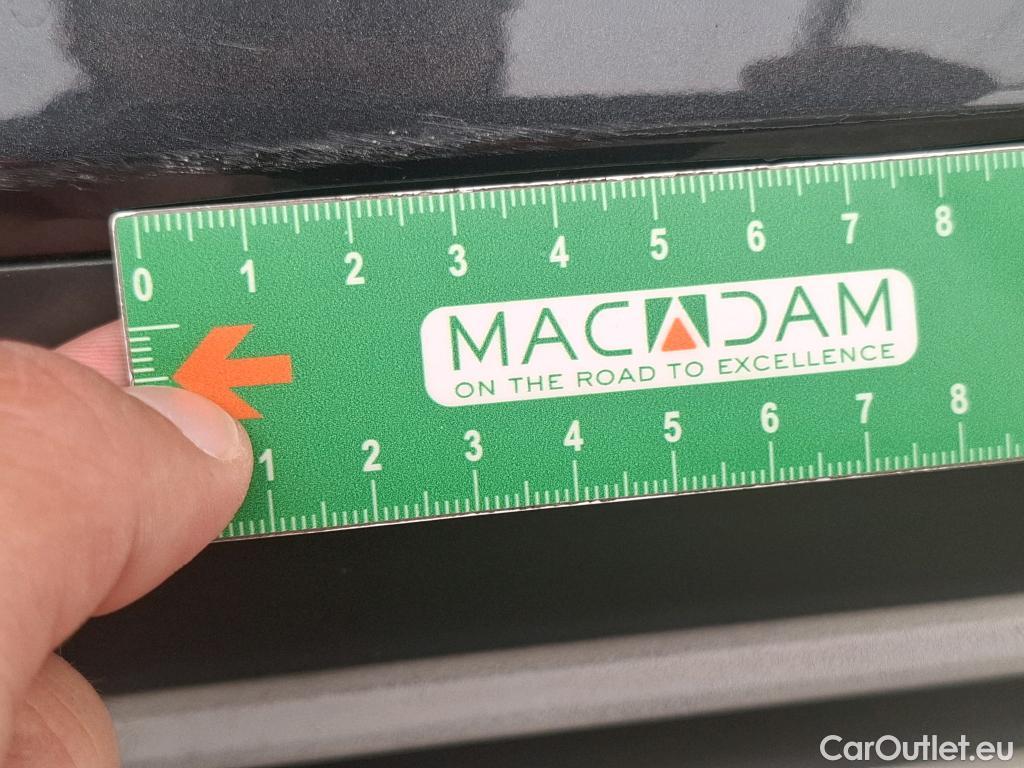 0 1 2 3 4 5 6 7 8
MACADAM
ON THE ROAD TO EXCELLENCE
1 2 3 4 5 6 7 8
CarOutlet.eu